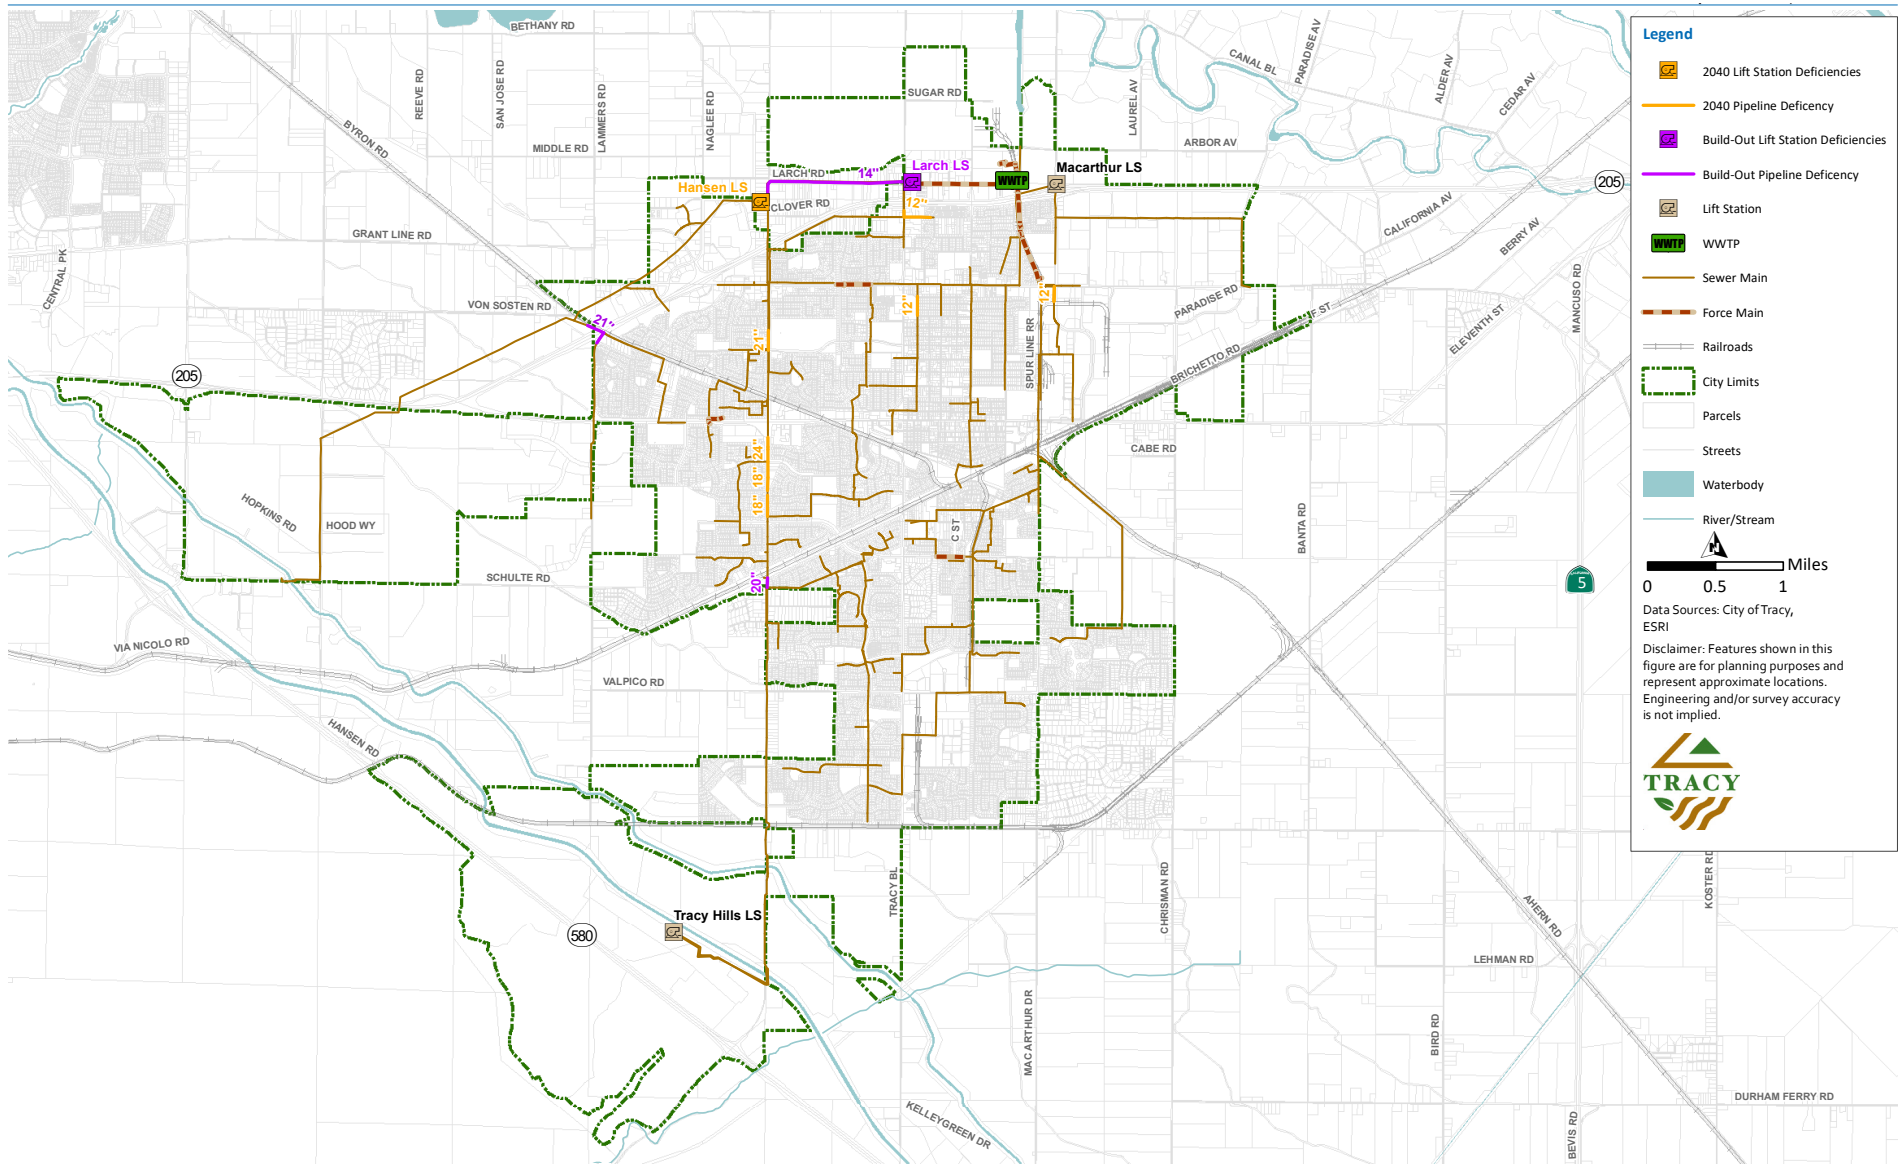 BETHANY RD
REEVE RD
SAN JOSE RD
LAMMERS RD
NAGLEE RD
BYRON RD
MIDDLE RD
SUGAR RD
LAUREL AV
CANAL BL
PARADISE AV
ALDER AV
CEDAR AV
ARBOR AV
LARCH RD
14"
Larch LS
WWTP
Macarthur LS
205
Hansen LS
CLOVER RD
12"
GRANT LINE RD
CALIFORNIA AV
BERRY AV
CENTRAL PK
MANCUSO RD
VON SOSTEN RD
21"
21"
12"
12"
PARADISE RD
F ST
ELEVENTH ST
SPUR LINE RR
BRICHETTO RD
205
24"
18"
18"
CABE RD
HOPKINS RD
HOOD WY
C ST
BANTA RD
SCHULTE RD
20"
5
VIA NICOLO RD
VALPICO RD
HANSEN RD
TRACY BL
CHRISMAN RD
KOSTER RD
AHERN RD
Tracy Hills LS
580
LEHMAN RD
MAC ARTHUR DR
BIRD RD
KELLEYGREEN DR
DURHAM FERRY RD
BEVIS RD
Legend
2040 Lift Station Deficiencies
2040 Pipeline Deficency
Build-Out Lift Station Deficiencies
Build-Out Pipeline Deficency
Lift Station
WWTP WWTP
Sewer Main
Force Main
Railroads
City Limits
Parcels
Streets
Waterbody
River/Stream
N
Miles
0 0.5 1
Data Sources: City of Tracy,
ESRI
Disclaimer: Features shown in this
figure are for planning purposes and
represent approximate locations.
Engineering and/or survey accuracy
is not implied.
TRACY